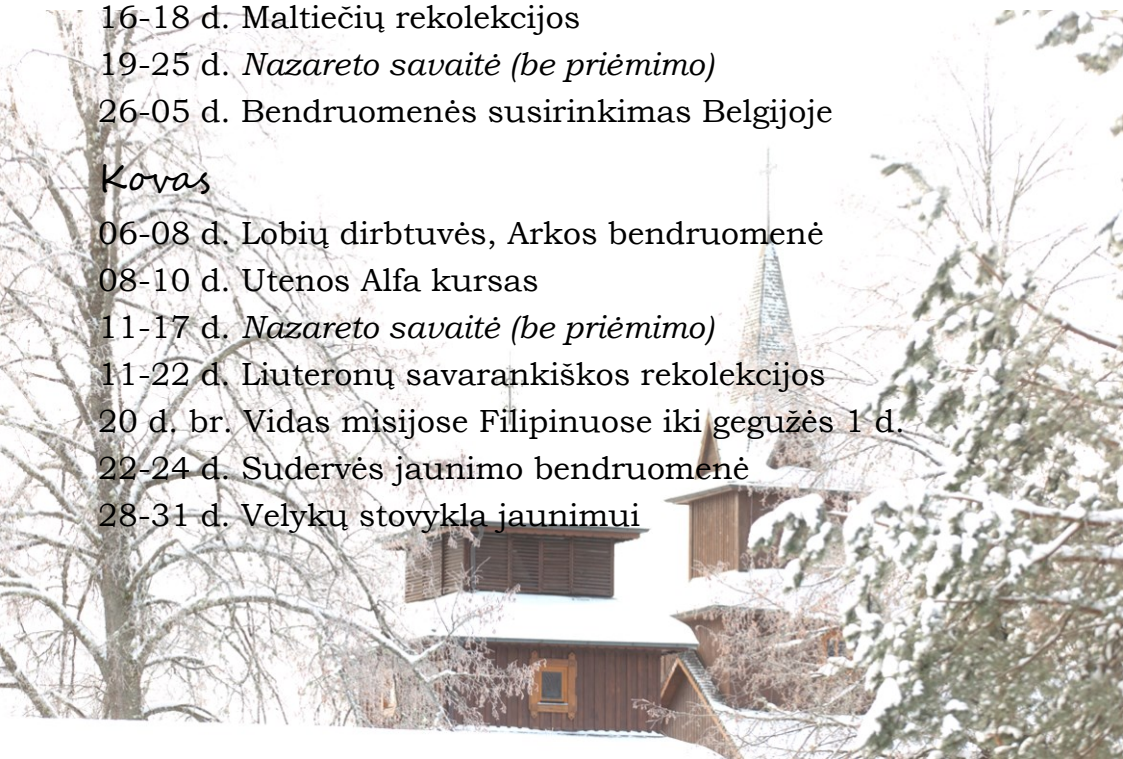 16-18 d. Maltiečių rekolekcijos
19-25 d. Nazareto savaitė (be priėmimo)
26-05 d. Bendruomenės susirinkimas Belgijoje
Kovas
06-08 d. Lobių dirbtuvės, Arkos bendruomenė
08-10 d. Utenos Alfa kursas
11-17 d. Nazareto savaitė (be priėmimo)
11-22 d. Liuteronų savarankiškos rekolekcijos
20 d. br. Vidas misijose Filipinuose iki gegužės 1 d.
22-24 d. Sudervės jaunimo bendruomenė
28-31 d. Velykų stovykla jaunimui